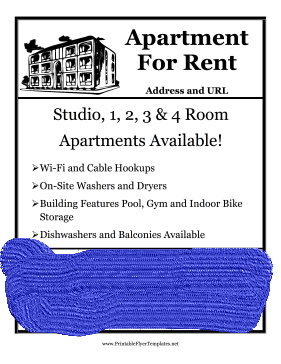 Apartment
For Rent
Address and URL
Studio, 1, 2, 3 & 4 Room
Apartments Available!
➢Wi-Fi and Cable Hookups
➢On-Site Washers and Dryers
➢Building Features Pool, Gym and Indoor Bike
Storage
➢Dishwashers and Balconies Available
www.PrintableFlyerTemplates.net